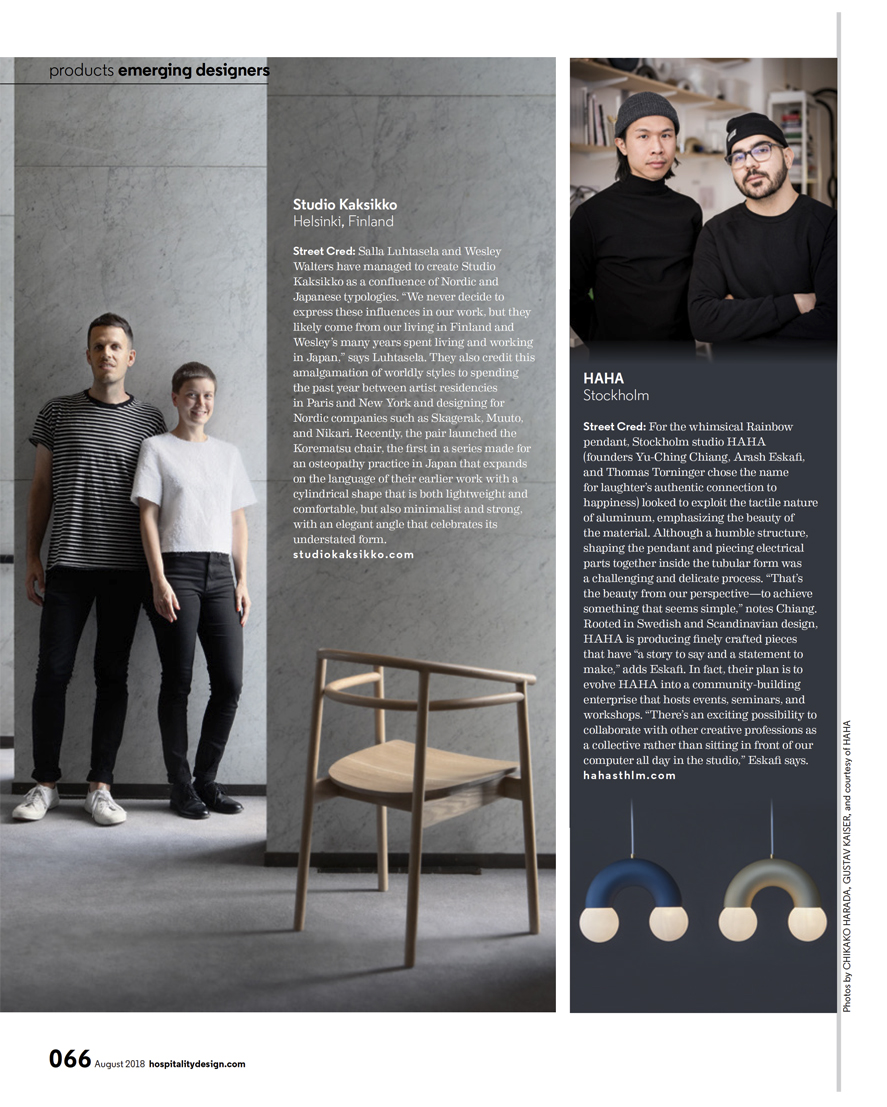 products emerging designers
Studio Kaksikko
Helsinki, Finland
Street Cred: Salla Luhtasela and Wesley
Walters have managed to create Studio
Kaksikko as a confluence of Nordic and
Japanese typologies. “We never decide to
express these influences in our work, but they
likely come from our living in Finland and
Wesley’s many years spent living and working
in Japan,” says Luhtasela. They also credit this
amalgamation of worldly styles to spending
the past year between artist residencies
in Paris and New York and designing for
Nordic companies such as Skagerak, Muuto,
and Nikari. Recently, the pair launched the
Korematsu chair, the first in a series made for
an osteopathy practice in Japan that expands
on the language of their earlier work with a
cylindrical shape that is both lightweight and
comfortable, but also minimalist and strong,
with an elegant angle that celebrates its
understated form.
studiokaksikko.com
HAHA
Stockholm
Street Cred: For the whimsical Rainbow
pendant, Stockholm studio HAHA
(founders Yu-Ching Chiang, Arash Eskafi,
and Thomas Torninger chose the name
for laughter’s authentic connection to
happiness) looked to exploit the tactile nature
of aluminum, emphasizing the beauty of
the material. Although a humble structure,
shaping the pendant and piecing electrical
parts together inside the tubular form was
a challenging and delicate process. “That’s
the beauty from our perspective—to achieve
something that seems simple,” notes Chiang.
Rooted in Swedish and Scandinavian design,
HAHA is producing finely crafted pieces
that have “a story to say and a statement to
make,” adds Eskafi. In fact, their plan is to
evolve HAHA into a community-building
enterprise that hosts events, seminars, and
workshops. “There’s an exciting possibility to
collaborate with other creative professions as
a collective rather than sitting in front of our
computer all day in the studio,” Eskafi says.
hahasthlm.com
Photos by CHIKAKO HARADA, GUSTAV KAISER, and courtesy of HAHA
066 August 2018 hospitalitydesign.com